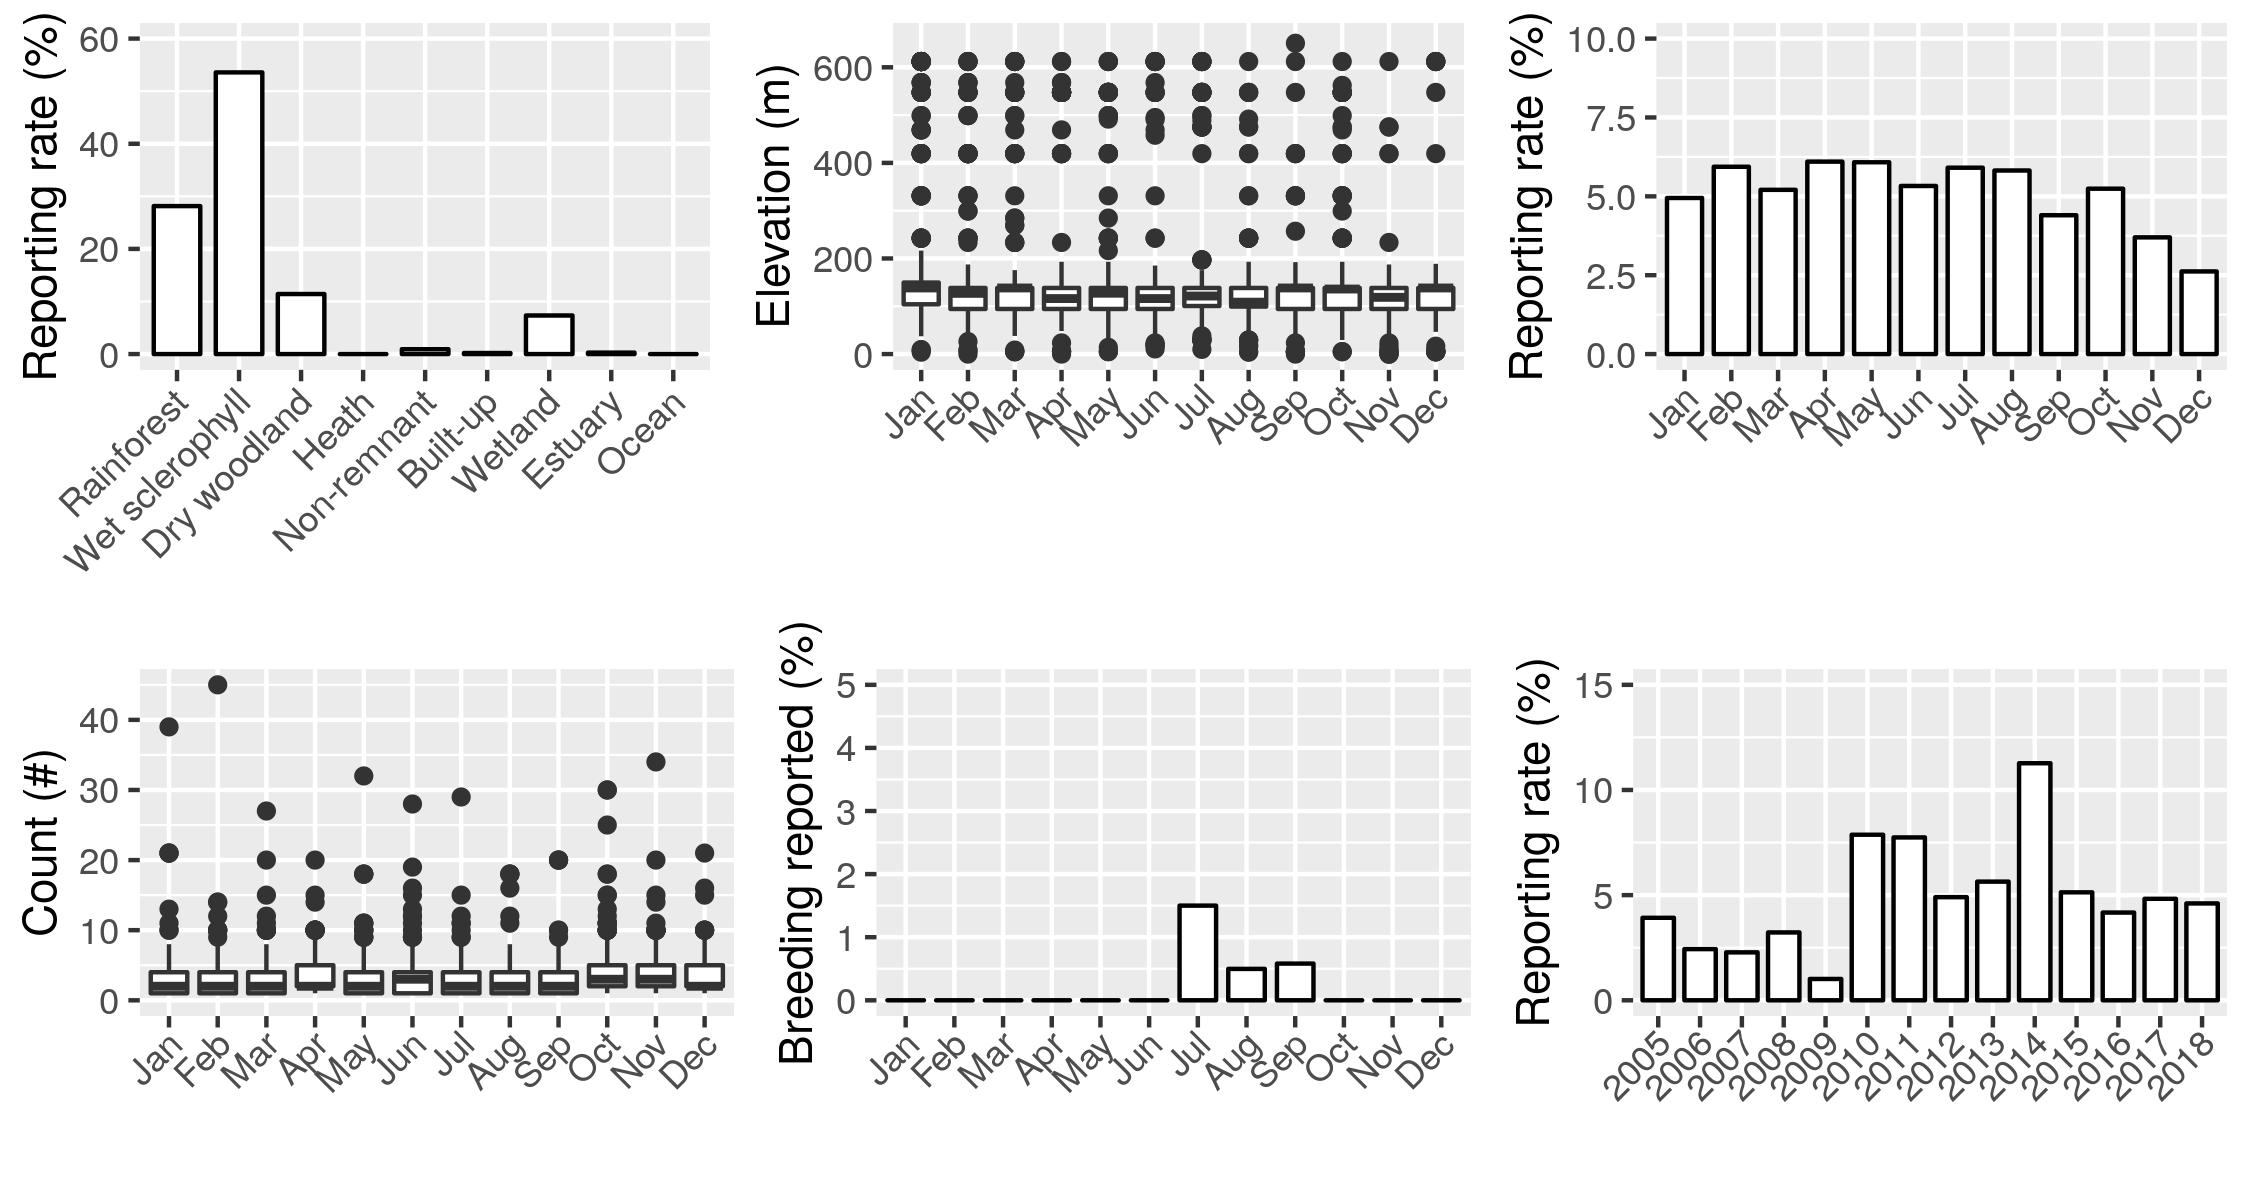 Reporting rate (%)
60
40
20
0
Rainforest
Wet sclerophyll
Dry woodland
Heath
Non-remnant
Built-up
Wetland
Estuary
Ocean
Elevation (m)
600
400
200
0
Jan
Feb
Mar
Apr
May
Jun
Jul
Aug
Sep
Oct
Nov
Dec
Reporting rate (%)
10.0
7.5
5.0
2.5
0.0
Jan
Feb
Mar
Apr
May
Jun
Jul
Aug
Sep
Oct
Nov
Dec
Count (#)
40
30
20
10
0
Jan
Feb
Mar
Apr
May
Jun
Jul
Aug
Sep
Oct
Nov
Dec
Breeding reported (%)
5
4
3
2
1
0
Jan
Feb
Mar
Apr
May
Jun
Jul
Aug
Sep
Oct
Nov
Dec
Reporting rate (%)
15
10
5
0
2005
2006
2007
2008
2009
2010
2011
2012
2013
2014
2015
2016
2017
2018